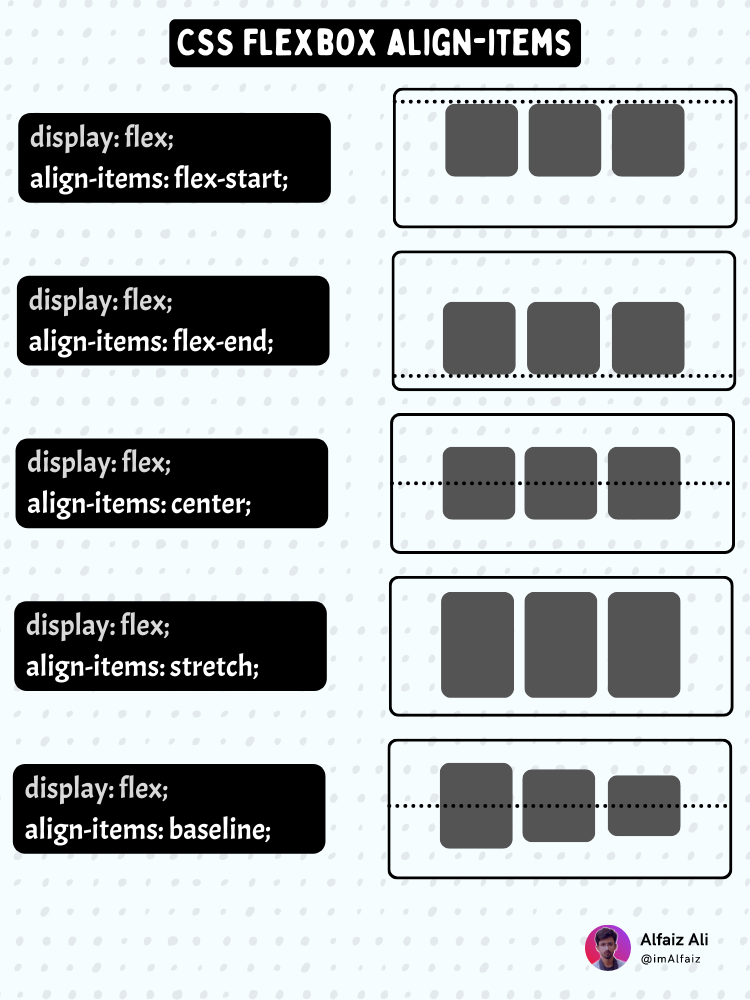 CSS FLEXBOX ALIGN-ITEMS
display: flex;
align-items: flex-start;
display: flex;
align-items: flex-end;
display: flex;
align-items: center;
display: flex;
align-items: stretch;
display: flex;
align-items: baseline;
Alfaiz Ali
@imAlfaiz